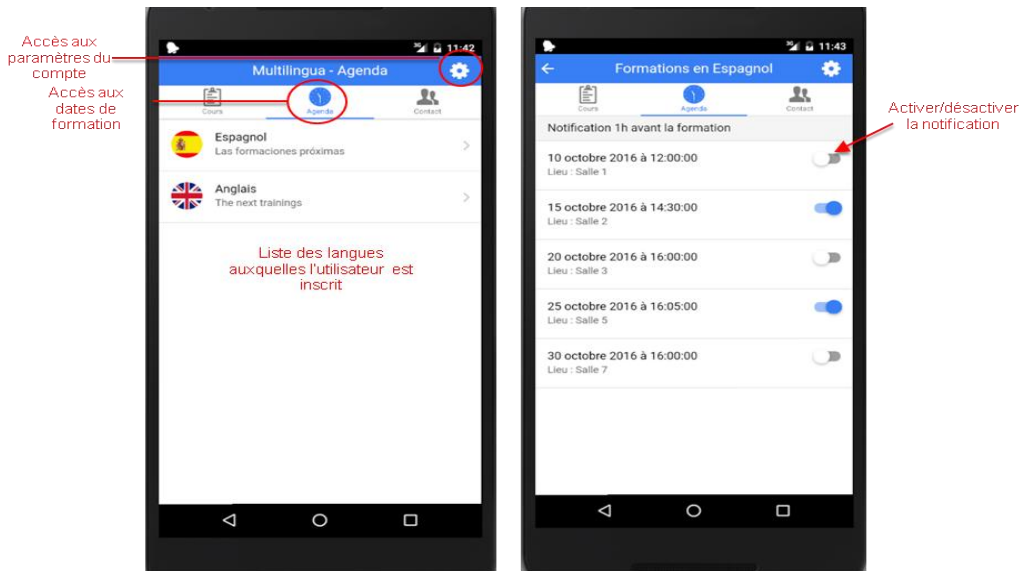 Accès aux
paramètres du
compte
Accès aux
dates de
formation
3G 11:42
Multilingua - Agenda
Cours
Agenda
Contact
Espagnol
Las formaciones próximas
Anglais
The next trainings
Liste des langues
auxquelles l'utilisateur est
inscrit
3G 11:43
Formations en Espagnol
Cours
Agenda
Contact
Notification 1h avant la formation
10 octobre 2016 à 12:00:00
Lieu : Salle 1
15 octobre 2016 à 14:30:00
Lieu : Salle 2
20 octobre 2016 à 16:00:00
Lieu : Salle 3
25 octobre 2016 à 16:05:00
Lieu : Salle 5
30 octobre 2016 à 16:00:00
Lieu : Salle 7
Activer/désactiver
la notification